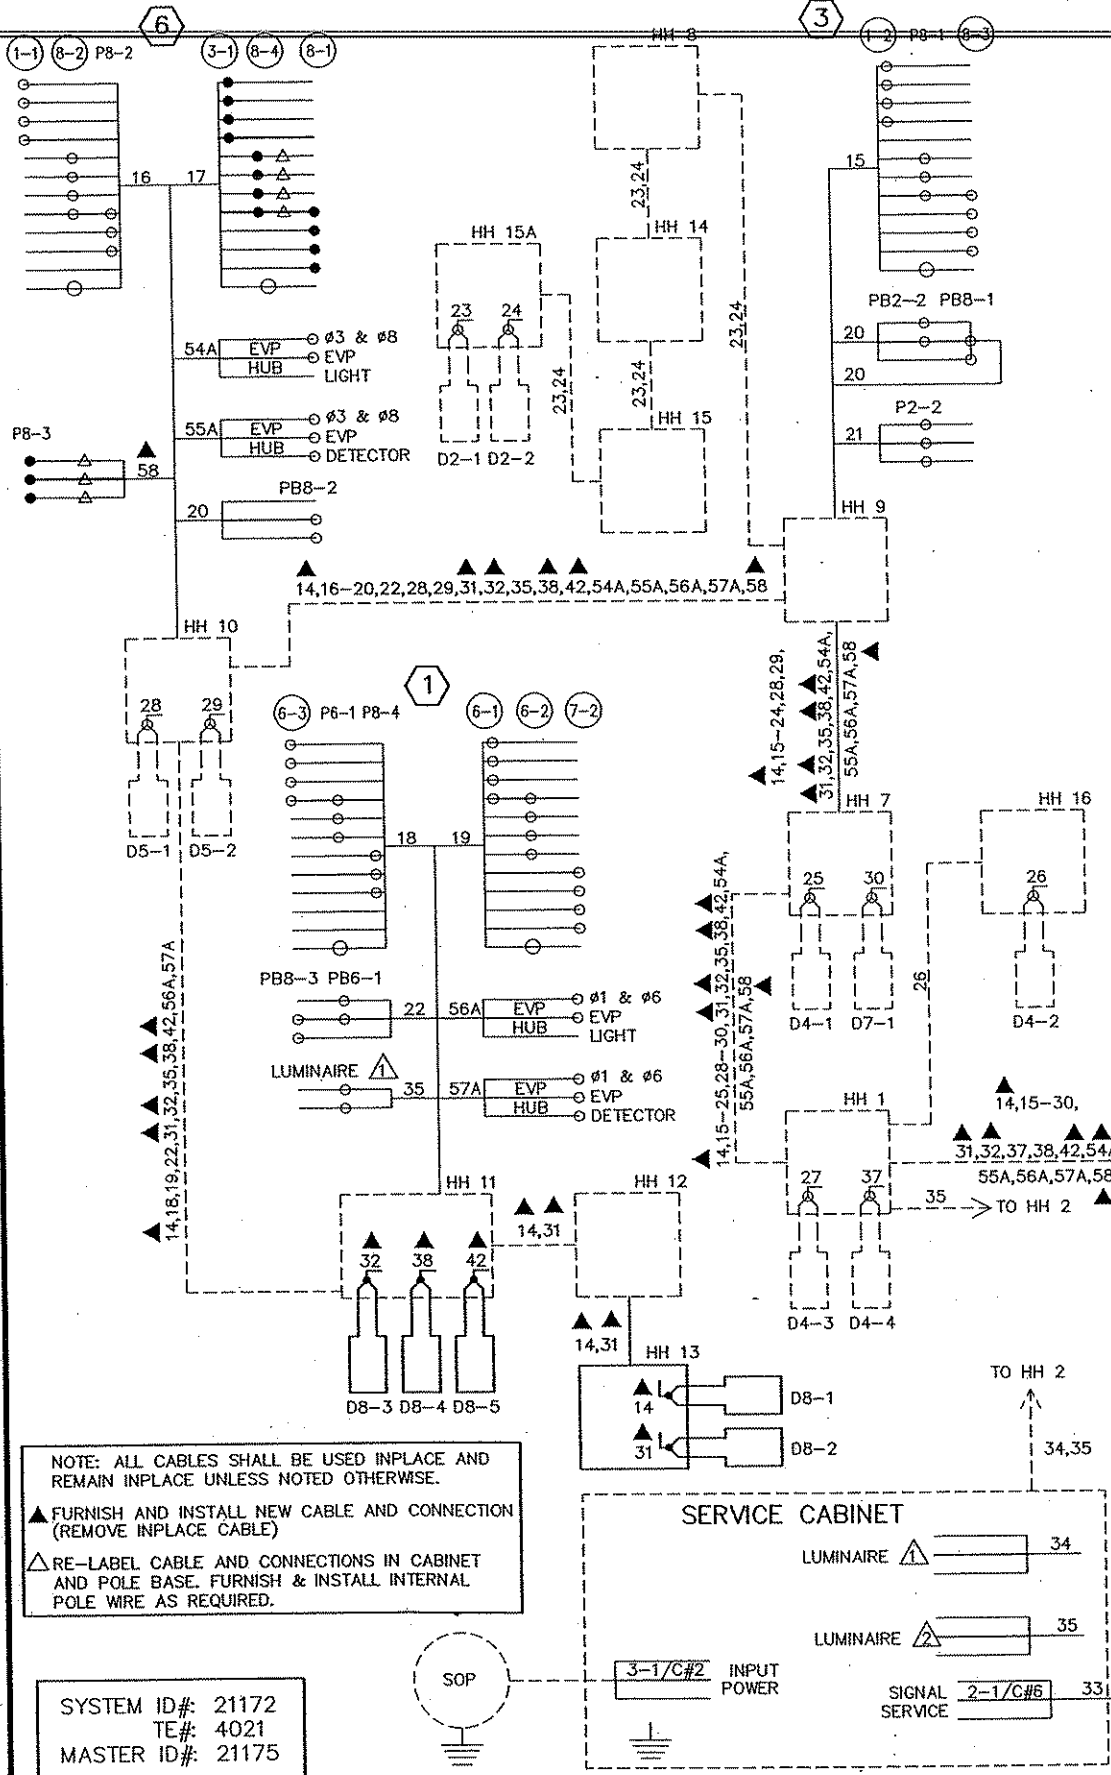 6
3
1-1 8-2 P8-2
3-1 8-4 8-1
HH 8
1-2 P8-1 8-3
16 17
15
23,24
HH 15A
HH 14
23 24
23,24
PB2-2 PB8-1
20
20
54A EVP HUB
ø3 & ø8
EVP
LIGHT
23,24
23,24
P2-2
HH 15
21
55A EVP HUB
ø3 & ø8
EVP
DETECTOR
D2-1 D2-2
P8-3
58
PB8-2
20
HH 9
14,16-20,22,28,29,31,32,35,38,42,54A,55A,56A,57A,58
HH 10
28 29
D5-1 D5-2
14,15-24,28,29,
31,32,35,38,42,54A,
55A,56A,57A,58
1
6-3 P6-1 P8-4
6-1 6-2 7-2
18 19
HH 7
HH 16
25 30
26
D4-1 D7-1
D4-2
26
14,15-25,28-30,31,32,35,38,42,54A,
55A,56A,57A,58
14,18,19,22,31,32,35,38,42,56A,57A
PB8-3 PB6-1
22 56A EVP HUB
ø1 & ø6
EVP
LIGHT
LUMINAIRE 1
35 57A EVP HUB
ø1 & ø6
EVP
DETECTOR
HH 1
14,15-30,
31,32,37,38,42,54A
55A,56A,57A,58
27 37
35 TO HH 2
D4-3 D4-4
HH 11
HH 12
14,31
32 38 42
D8-3 D8-4 D8-5
14,31
HH 13
14 D8-1
31 D8-2
TO HH 2
34,35
NOTE: ALL CABLES SHALL BE USED INPLACE AND
REMAIN INPLACE UNLESS NOTED OTHERWISE.
FURNISH AND INSTALL NEW CABLE AND CONNECTION
(REMOVE INPLACE CABLE)
RE-LABEL CABLE AND CONNECTIONS IN CABINET
AND POLE BASE. FURNISH & INSTALL INTERNAL
POLE WIRE AS REQUIRED.
SERVICE CABINET
LUMINAIRE 1 34
LUMINAIRE 2 35
SOP
3-1/C#2 INPUT
POWER
SIGNAL
SERVICE
2-1/C#6 33
SYSTEM ID#: 21172
TE#: 4021
MASTER ID#: 21175